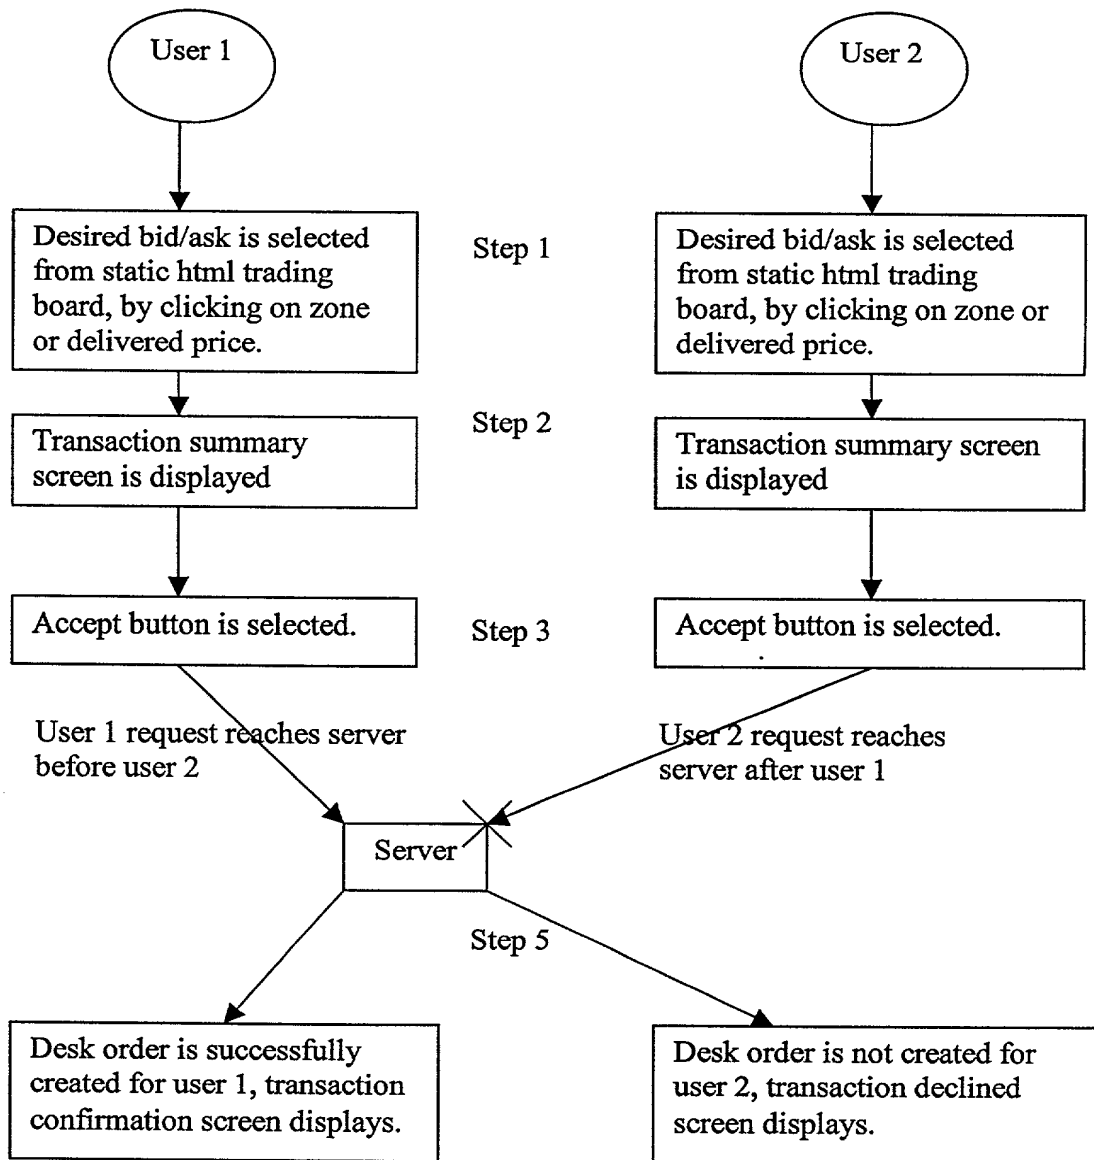 User 1
User 2
Desired bid/ask is selected
from static html trading
board, by clicking on zone
or delivered price.
Step 1
Desired bid/ask is selected
from static html trading
board, by clicking on zone or
delivered price.
Step 2
Transaction summary
screen is displayed
Transaction summary screen
is displayed
Accept button is selected.
Step 3
Accept button is selected.
User 1 request reaches server
before user 2
User 2 request reaches
server after user 1
Server
Step 5
Desk order is successfully
created for user 1, transaction
confirmation screen displays.
Desk order is not created for
user 2, transaction declined
screen displays.